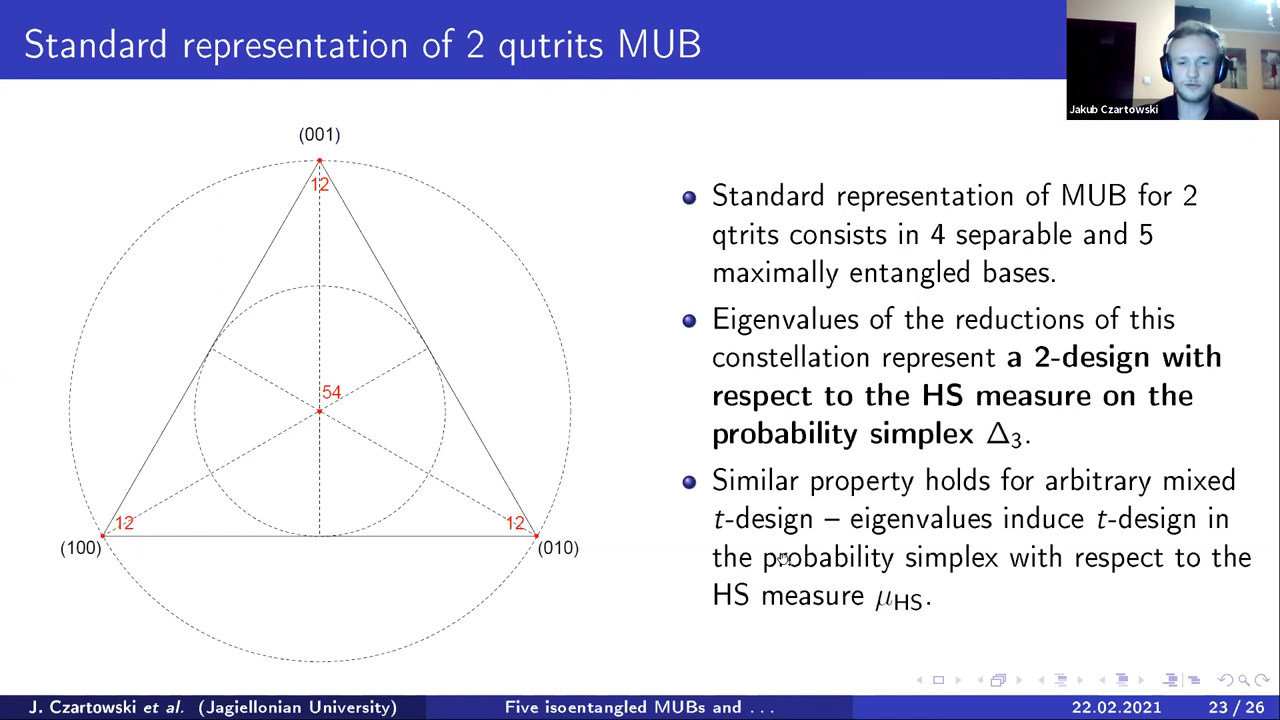 Standard representation of 2 qutrits MUB
Jakub Czartowski
(001)
12
54
12
12
(100)
(010)
Standard representation of MUB for 2
qtrits consists in 4 separable and 5
maximally entangled bases.
Eigenvalues of the reductions of this
constellation represent a 2-design with
respect to the HS measure on the
probability simplex Δ₃.
Similar property holds for arbitrary mixed
t-design – eigenvalues induce t-design in
the probability simplex with respect to the
HS measure μHS.
J. Czartowski et al. (Jagiellonian University)
Five isoentangled MUBs and . . .
22.02.2021
23 / 26